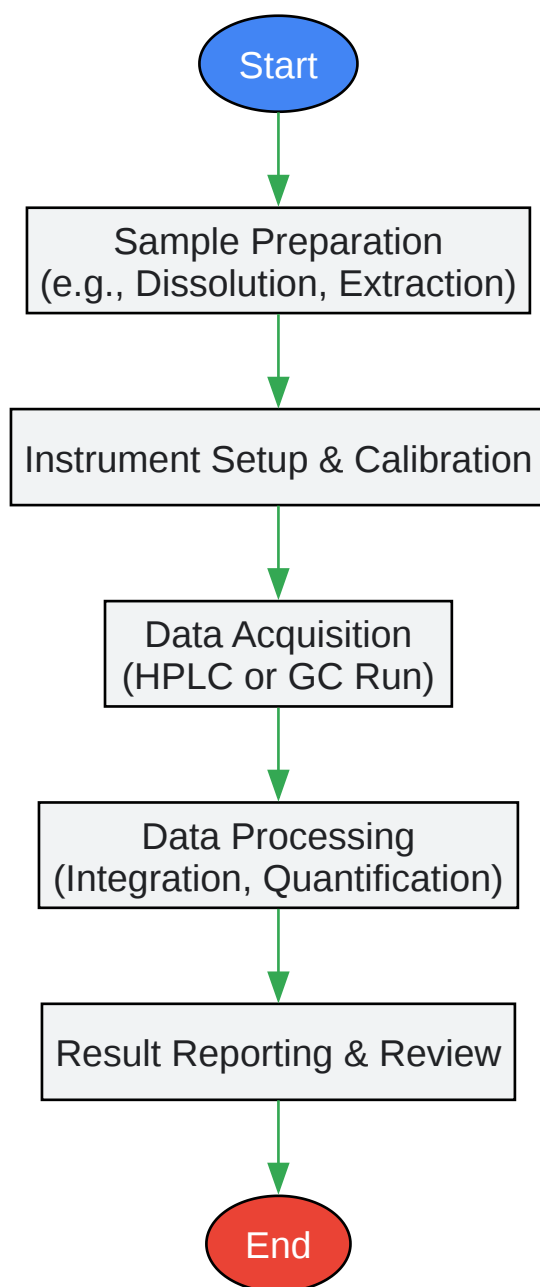 Start
Sample Preparation
(e.g., Dissolution, Extraction)
Instrument Setup & Calibration
Data Acquisition
(HPLC or GC Run)
Data Processing
(Integration, Quantification)
Result Reporting & Review
End